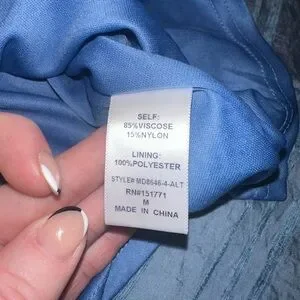 SELF:
85%VISCOSE
15%NYLON
LINING:
100%POLYESTER
STYLE# MD8646-4-ALT
RN#151771
M
MADE IN CHINA